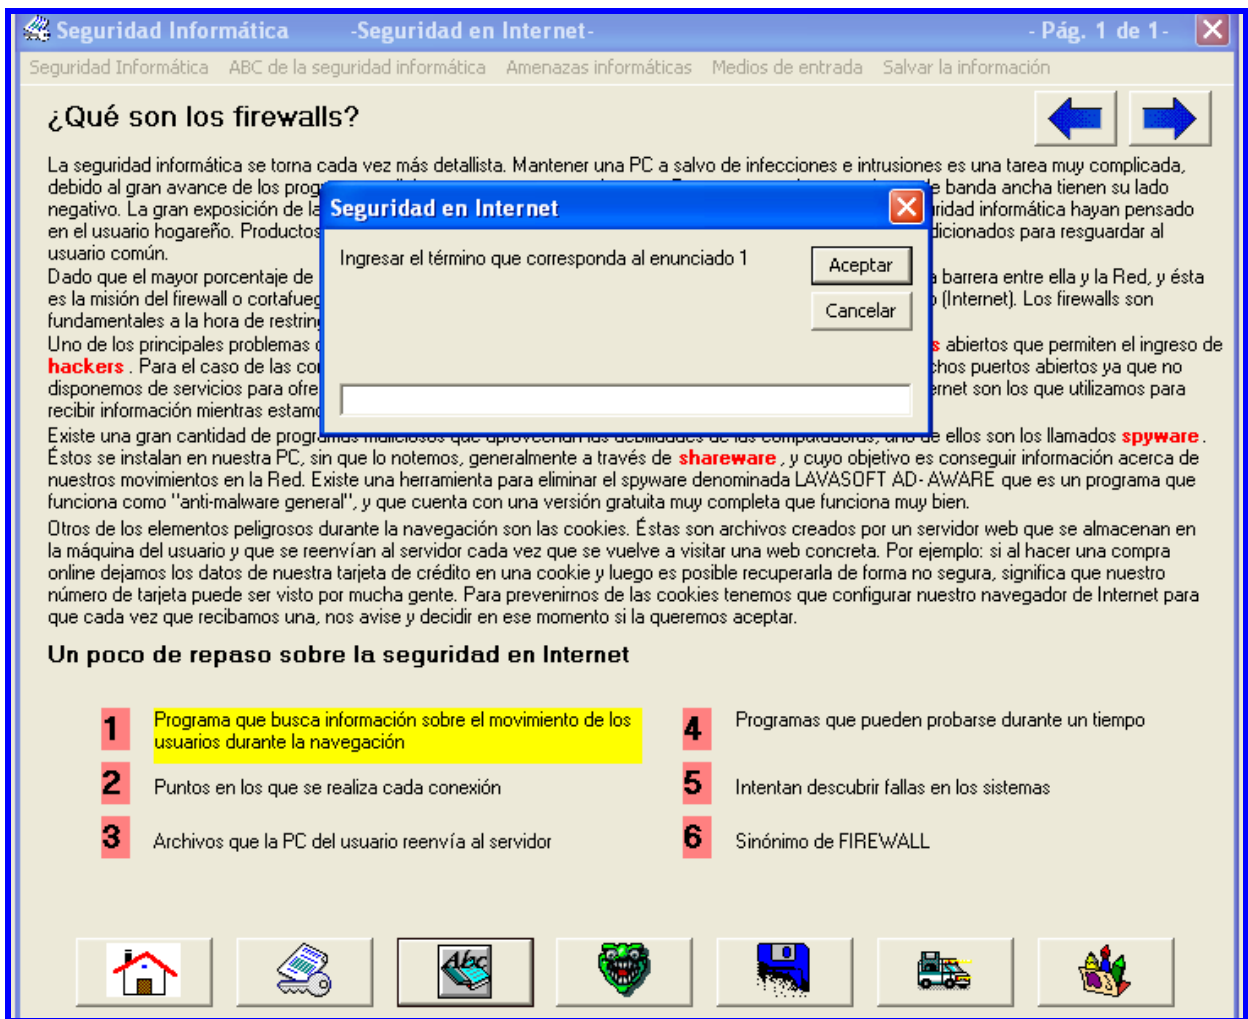 Seguridad Informática -Seguridad en Internet- - Pág. 1 de 1-
Seguridad Informática ABC de la seguridad informática Amenazas informáticas Medios de entrada Salvar la información
¿Qué son los firewalls?
La seguridad informática se torna cada vez más detallista. Mantener una PC a salvo de infecciones e intrusiones es una tarea muy complicada,
debido al gran avance de los de banda ancha tienen su lado
negativo. La gran exposición de la informática hayan pensado
en el usuario hogareño. Productos para resguardar al
usuario común.
Dado que el mayor porcentaje de barrera entre ella y la Red, y ésta
es la misión del firewall o (Internet). Los firewalls son
fundamentales a la hora de
Uno de los principales problemas abiertos que permiten el ingreso de
hackers . Para el caso de las puertos abiertos ya que no
disponemos de servicios para son los que utilizamos para
recibir información mientras
Existe una gran cantidad de programas maliciosos que aprovechan las debilidades de las computadoras, uno de ellos son los llamados spyware .
Éstos se instalan en nuestra PC, sin que lo notemos, generalmente a través de shareware , y cuyo objetivo es conseguir información acerca de
nuestros movimientos en la Red. Existe una herramienta para eliminar el spyware denominada LAVASOFT AD- AWARE que es un programa que
funciona como "anti-malware general", y que cuenta con una versión gratuita muy completa que funciona muy bien.
Otros de los elementos peligrosos durante la navegación son las cookies. Éstas son archivos creados por un servidor web que se almacenan en
la máquina del usuario y que se reenvían al servidor cada vez que se vuelve a visitar una web concreta. Por ejemplo: si al hacer una compra
online dejamos los datos de nuestra tarjeta de crédito en una cookie y luego es posible recuperarla de forma no segura, significa que nuestro
número de tarjeta puede ser visto por mucha gente. Para prevenirnos de las cookies tenemos que configurar nuestro navegador de Internet para
que cada vez que recibamos una, nos avise y decidir en ese momento si la queremos aceptar.
Seguridad en Internet
Ingresar el término que corresponda al enunciado 1
Aceptar
Cancelar
Un poco de repaso sobre la seguridad en Internet
1 Programa que busca información sobre el movimiento de los
usuarios durante la navegación
2 Puntos en los que se realiza cada conexión
3 Archivos que la PC del usuario reenvía al servidor
4 Programas que pueden probarse durante un tiempo
5 Intentan descubrir fallas en los sistemas
6 Sinónimo de FIREWALL
Abc